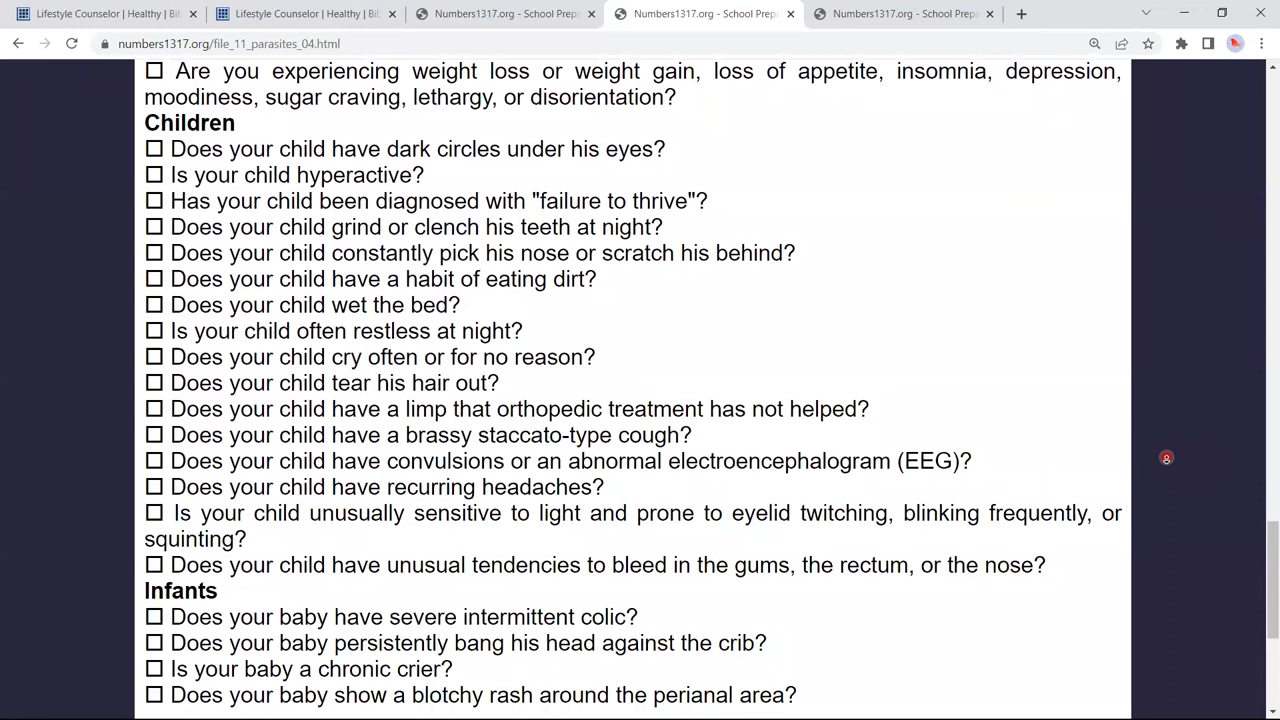 Lifestyle Counselor | Healthy | Bib
Lifestyle Counselor | Healthy | Bib
Numbers1317.org - School Prepa
Numbers1317.org - School Prepa
Numbers1317.org - School Prepa
numbers1317.org/file_11_parasites_04.html
☐ Are you experiencing weight loss or weight gain, loss of appetite, insomnia, depression,
moodiness, sugar craving, lethargy, or disorientation?
Children
☐ Does your child have dark circles under his eyes?
☐ Is your child hyperactive?
☐ Has your child been diagnosed with "failure to thrive"?
☐ Does your child grind or clench his teeth at night?
☐ Does your child constantly pick his nose or scratch his behind?
☐ Does your child have a habit of eating dirt?
☐ Does your child wet the bed?
☐ Is your child often restless at night?
☐ Does your child cry often or for no reason?
☐ Does your child tear his hair out?
☐ Does your child have a limp that orthopedic treatment has not helped?
☐ Does your child have a brassy staccato-type cough?
☐ Does your child have convulsions or an abnormal electroencephalogram (EEG)?
☐ Does your child have recurring headaches?
☐ Is your child unusually sensitive to light and prone to eyelid twitching, blinking frequently, or
squinting?
☐ Does your child have unusual tendencies to bleed in the gums, the rectum, or the nose?
Infants
☐ Does your baby have severe intermittent colic?
☐ Does your baby persistently bang his head against the crib?
☐ Is your baby a chronic crier?
☐ Does your baby show a blotchy rash around the perianal area?